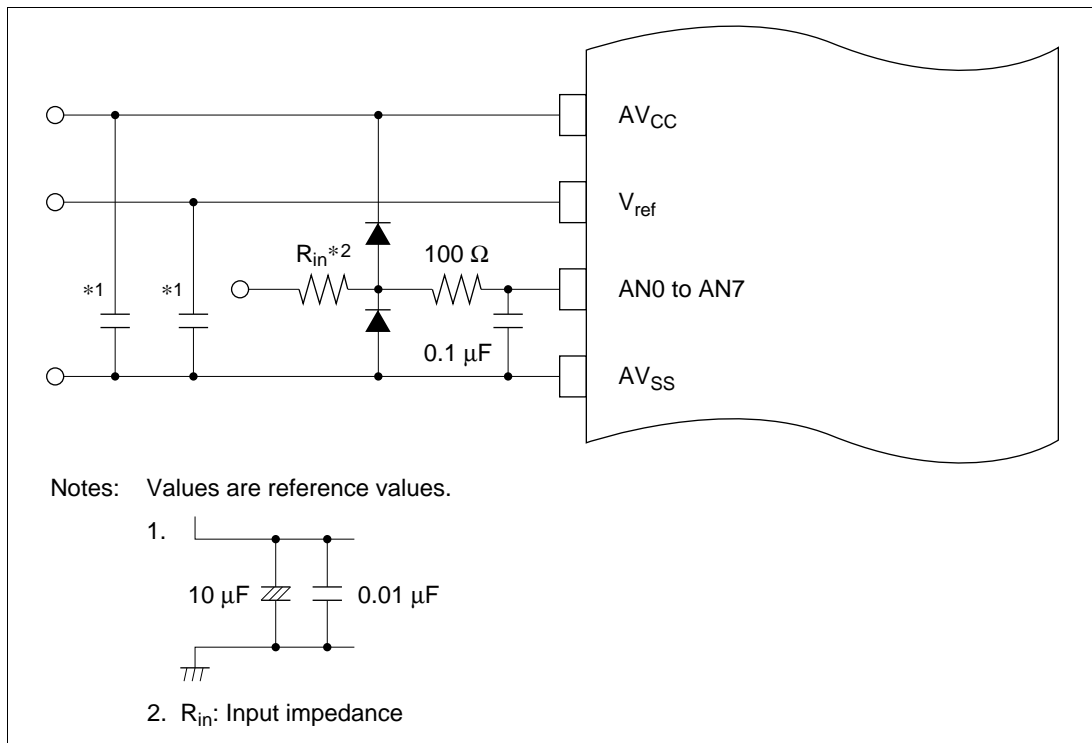 AVCC
Vref
Rin*2
100 Ω
*1
*1
AN0 to AN7
0.1 μF
AVSS
Notes: Values are reference values.
1.
10 μF
0.01 μF
2. Rin: Input impedance